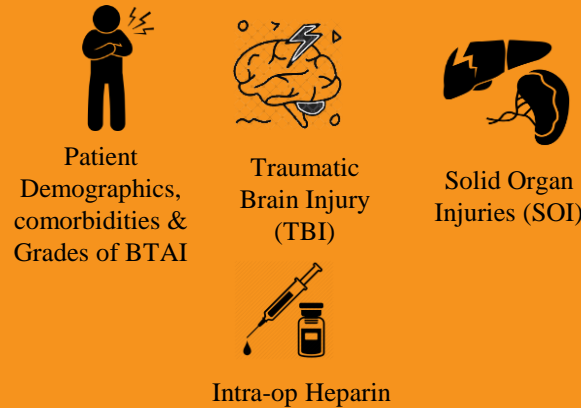 Patient
Demographics,
comorbidities &
Grades of BTAI
Traumatic
Brain Injury
(TBI)
Solid Organ
Injuries (SOI)
Intra-op Heparin